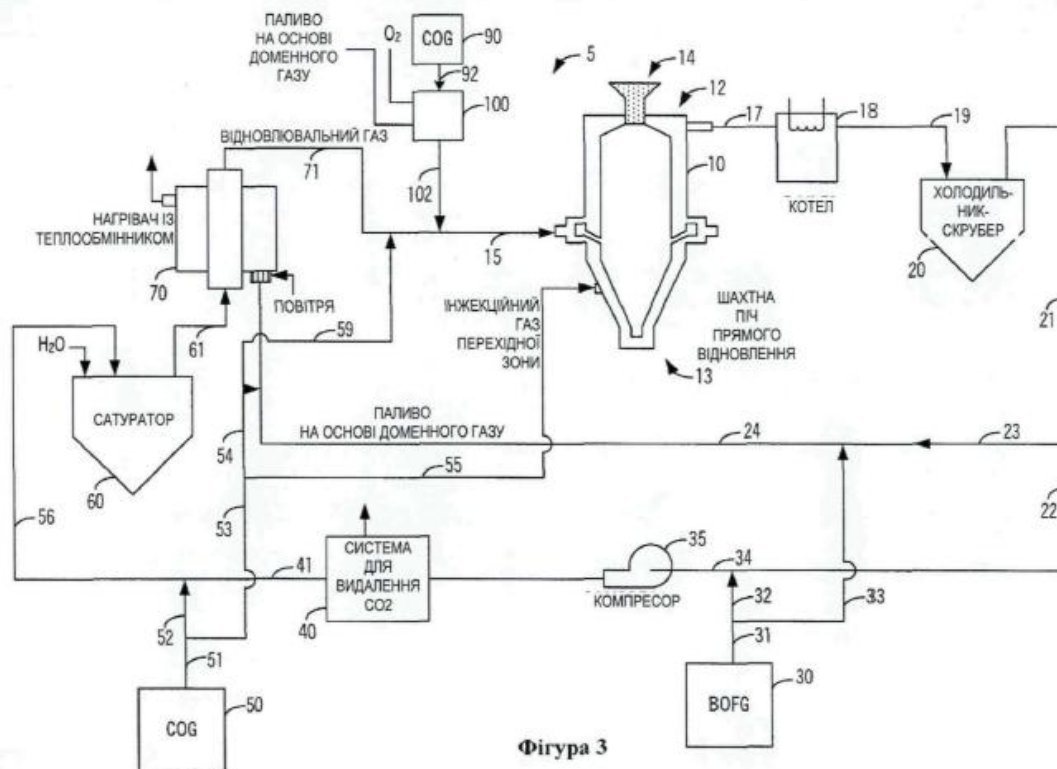 ПАЛИВО
НА ОСНОВІ
ДОМЕННОГО
ГАЗУ
O₂
COG
90
92
100
5
14
12
17
18
19
ВІДНОВЛЮВАЛЬНИЙ ГАЗ
71
102
10
КОТЕЛ
ХОЛОДИЛЬ-
НИК-
СКРУБЕР
20
НАГРІВАЧ ІЗ
ТЕПЛООБМІННИКОМ
70
15
ПОВІТРЯ
ІНЖЕКЦІЙНИЙ
ГАЗ
ПЕРЕХІДНОЇ
ЗОНИ
ШАХТНА
ПІЧ
ПРЯМОГО
ВІДНОВЛЕННЯ
21
H₂O
61
59
13
САТУРАТОР
ПАЛИВО
НА ОСНОВІ ДОМЕННОГО ГАЗУ
24
23
54
55
60
56
53
22
41
СИСТЕМА
ДЛЯ
ВИДАЛЕННЯ
CO2
40
35
34
КОМПРЕСОР
32
33
52
51
31
COG
50
BOFG
30
Фігура 3